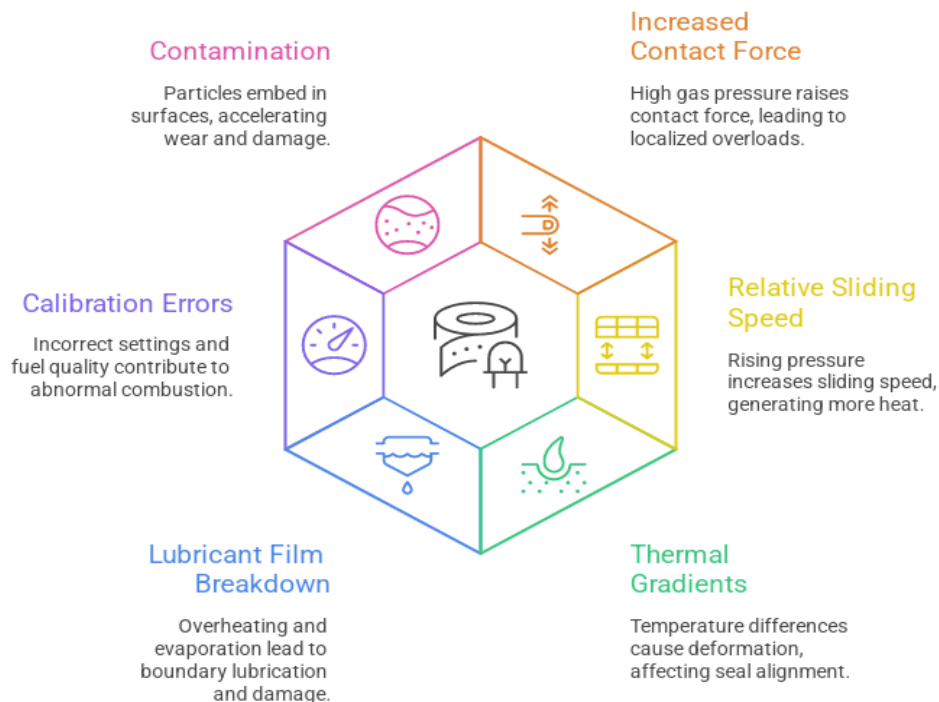 Contamination
Particles embed in
surfaces, accelerating
wear and damage.
Increased
Contact Force
High gas pressure raises
contact force, leading to
localized overloads.
Calibration Errors
Incorrect settings and
fuel quality contribute to
abnormal combustion.
Relative Sliding
Speed
Rising pressure
increases sliding speed,
generating more heat.
Lubricant Film
Breakdown
Overheating and
evaporation lead to
boundary lubrication
and damage.
Thermal
Gradients
Temperature differences
cause deformation,
affecting seal alignment.